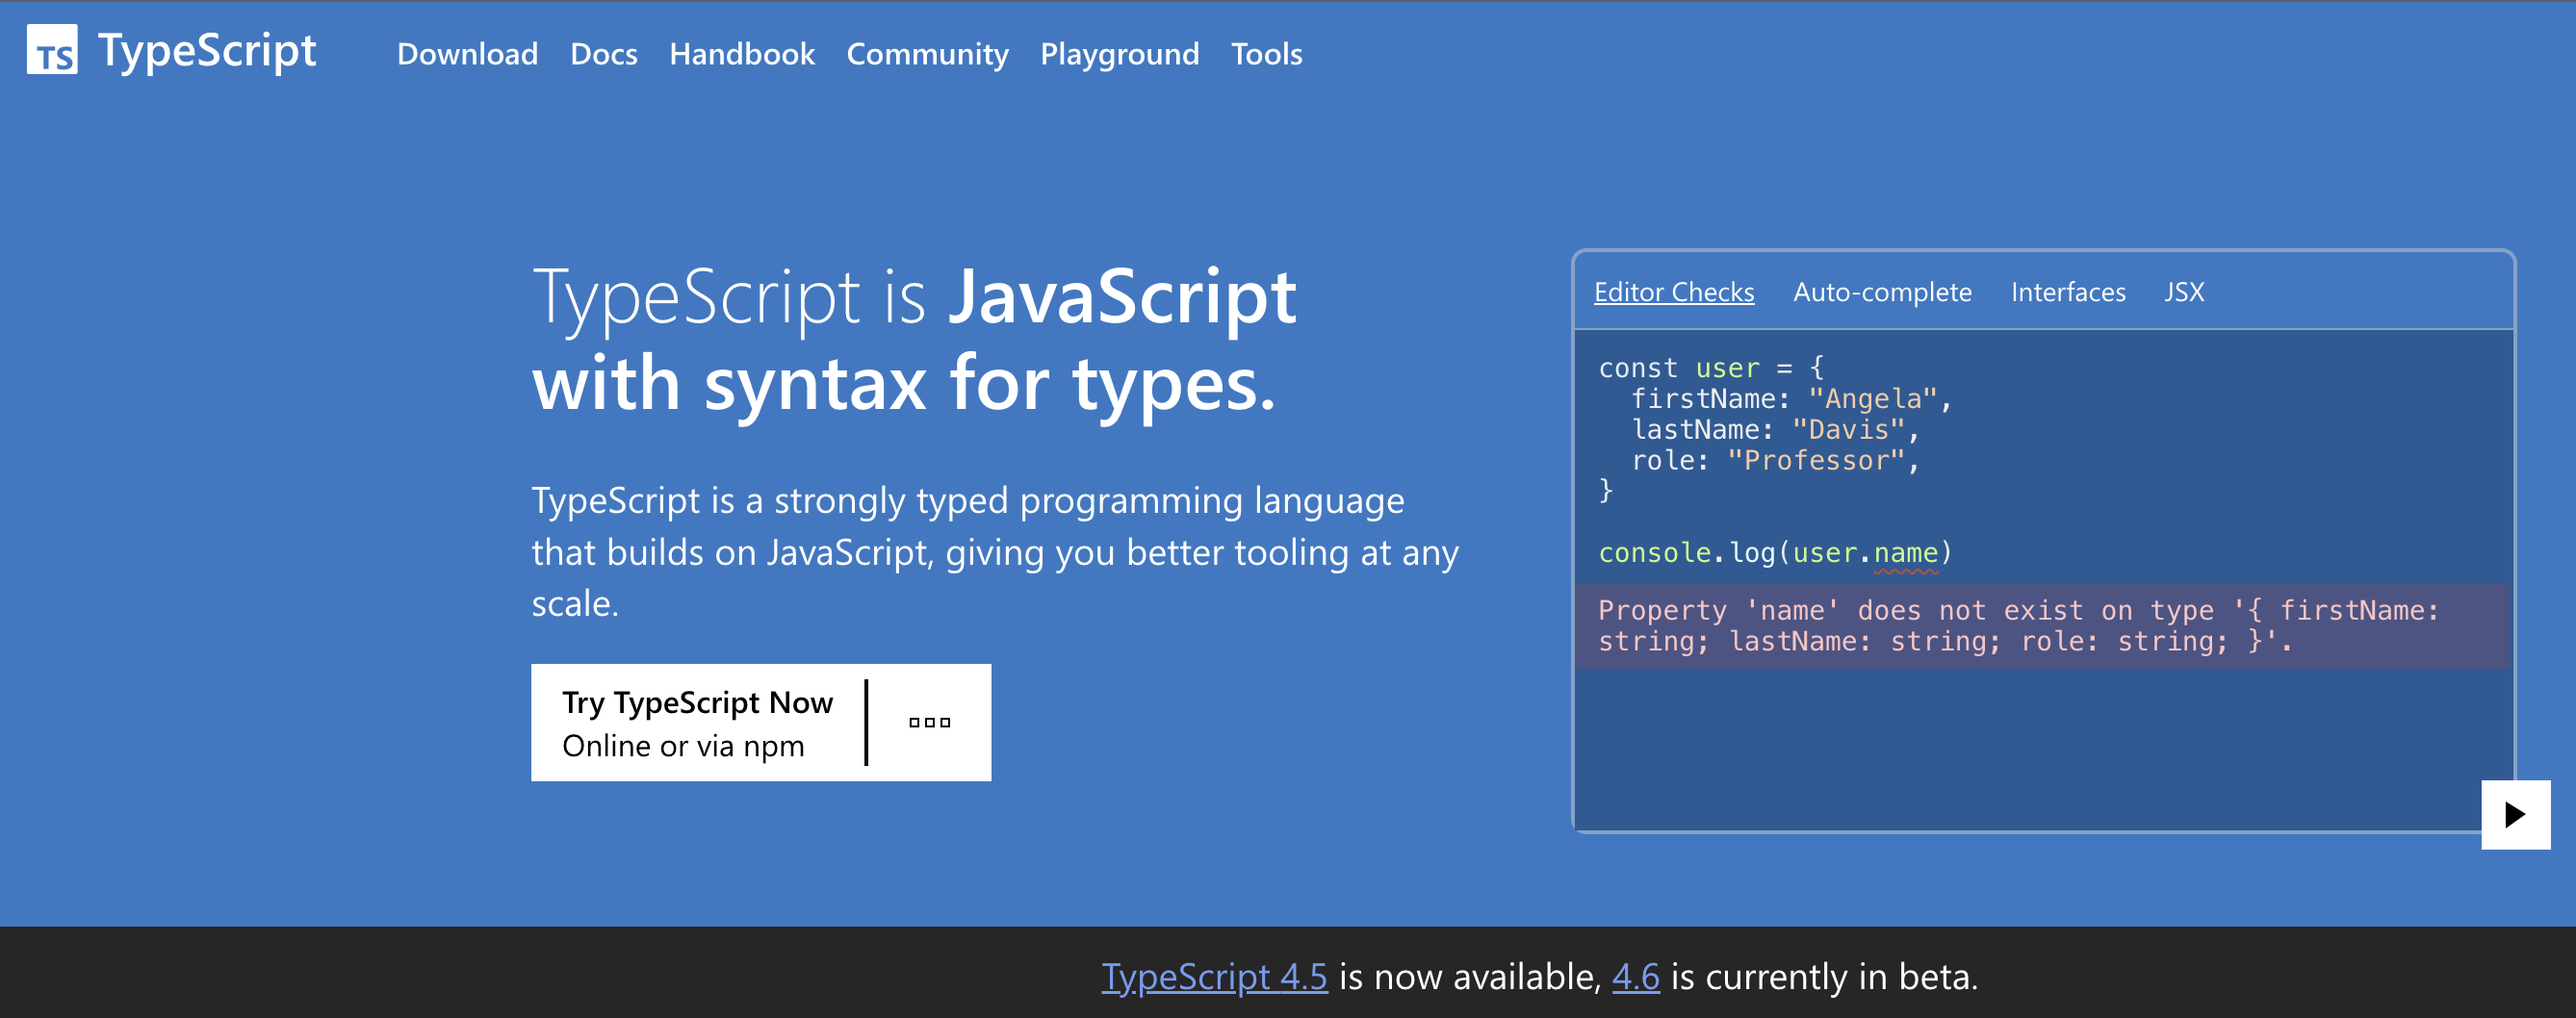 TS TypeScript Download Docs Handbook Community Playground Tools
TypeScript is JavaScript
with syntax for types.
TypeScript is a strongly typed programming language
that builds on JavaScript, giving you better tooling at any
scale.
Try TypeScript Now
Online or via npm
Editor Checks Auto-complete Interfaces JSX
const user = {
  firstName: "Angela",
  lastName: "Davis",
  role: "Professor",
}
console.log(user.name)
Property 'name' does not exist on type '{ firstName:
string; lastName: string; role: string; }'.
TypeScript 4.5 is now available, 4.6 is currently in beta.